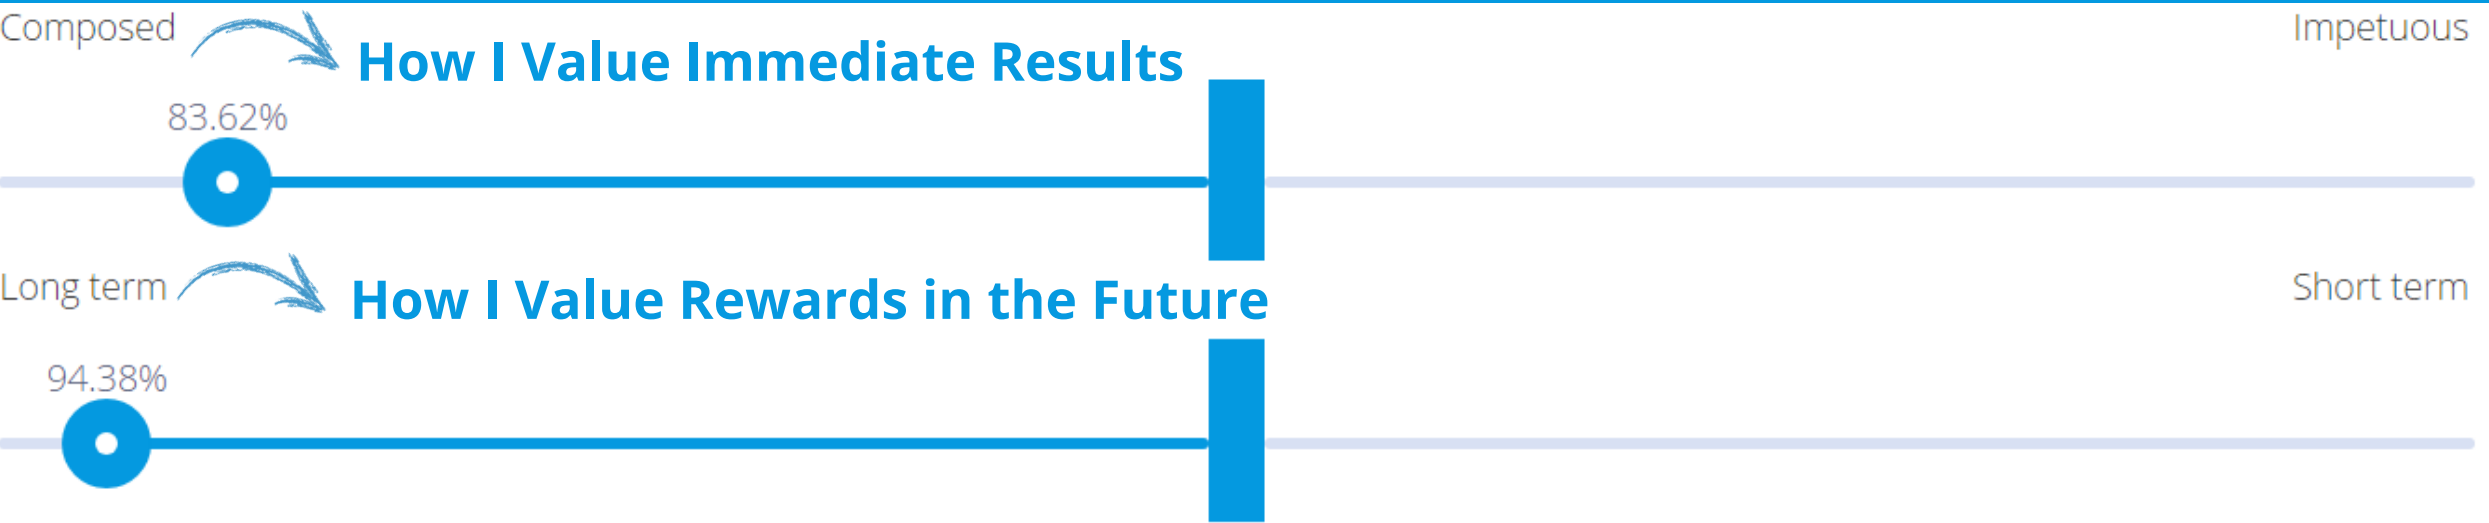 Composed
Impetuous
How I Value Immediate Results
83.62%
Long term
Short term
How I Value Rewards in the Future
94.38%